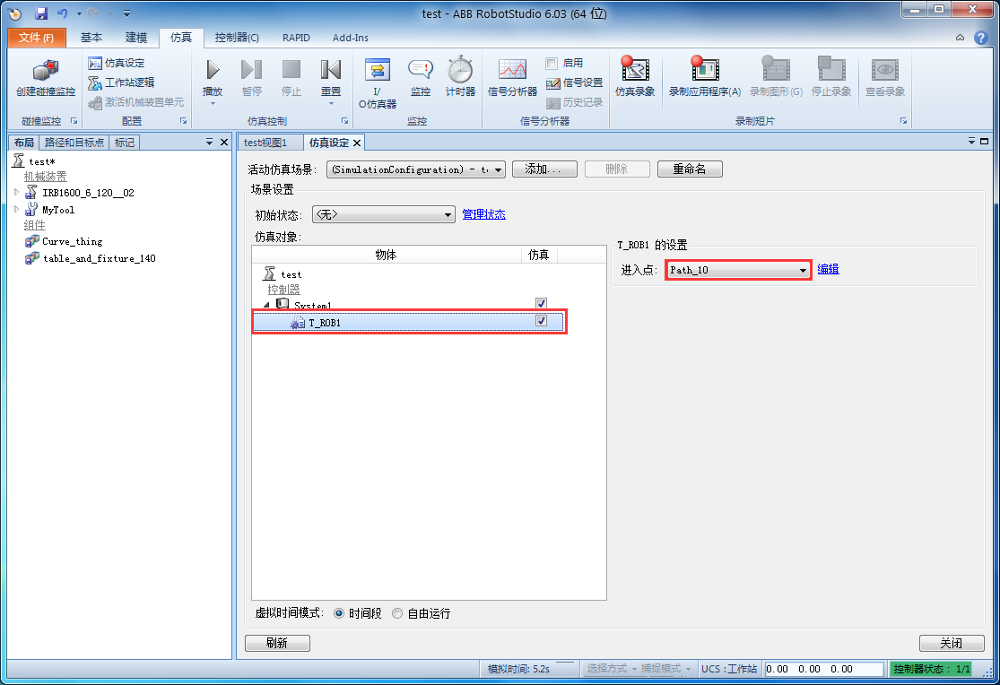 test - ABB RobotStudio 6.03 (64 位)
文件(F) 基本 建模 仿真 控制器(C) RAPID Add-Ins
创建碰撞监控
碰撞监控
仿真设定
工作站逻辑
激活机械装置单元
配置
播放 暂停 停止 重置
仿真控制
I/
O仿真器
监控 计时器
监控
信号分析器
启用
信号设置
历史记录
信号分析器
仿真录象 录制应用程序(A) 录制图形(G) 停止录象 查看录象
录制短片
布局 路径和目标点 标记
test*
机械装置
IRB1600_6_120__02
MyTool
组件
Curve_thing
table_and_fixture_140
test视图1 仿真设定
活动仿真场景: (SimulationConfiguration) - t 添加... 删除 重命名
场景设置
初始状态: <无> 管理状态
仿真对象:
物体 仿真
test
控制器
System1
T_ROB1
T_ROB1 的设置
进入点: Path_10 编辑
虚拟时间模式: 时间段 自由运行
刷新 关闭
模拟时间: 5.2s 选择方式 捕捉模式 UCS : 工作站 0.00 0.00 0.00 控制器状态: 1/1